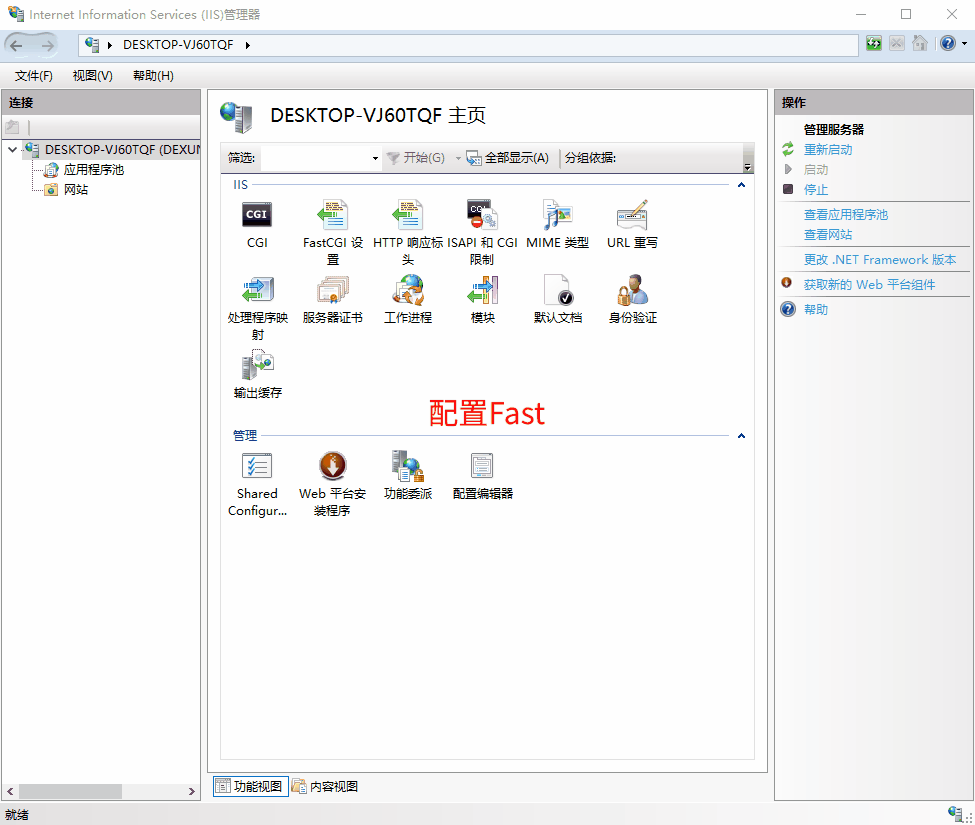 Internet Information Services (IIS)管理器
DESKTOP-VJ60TQF
文件(F) 视图(V) 帮助(H)
连接
DESKTOP-VJ60TQF (DEXUN
应用程序池
网站
DESKTOP-VJ60TQF 主页
筛选: 开始(G) 全部显示(A) 分组依据:
IIS
CGI
FastCGI 设置
HTTP 响应标头
ISAPI 和 CGI 限制
MIME 类型
URL 重写
处理程序映射
服务器证书
工作进程
模块
默认文档
身份验证
输出缓存
配置Fast
管理
Shared Configur...
Web 平台安装程序
功能委派
配置编辑器
功能视图 内容视图
操作
管理服务器
重新启动
启动
停止
查看应用程序池
查看网站
更改 .NET Framework 版本
获取新的 Web 平台组件
帮助
就绪